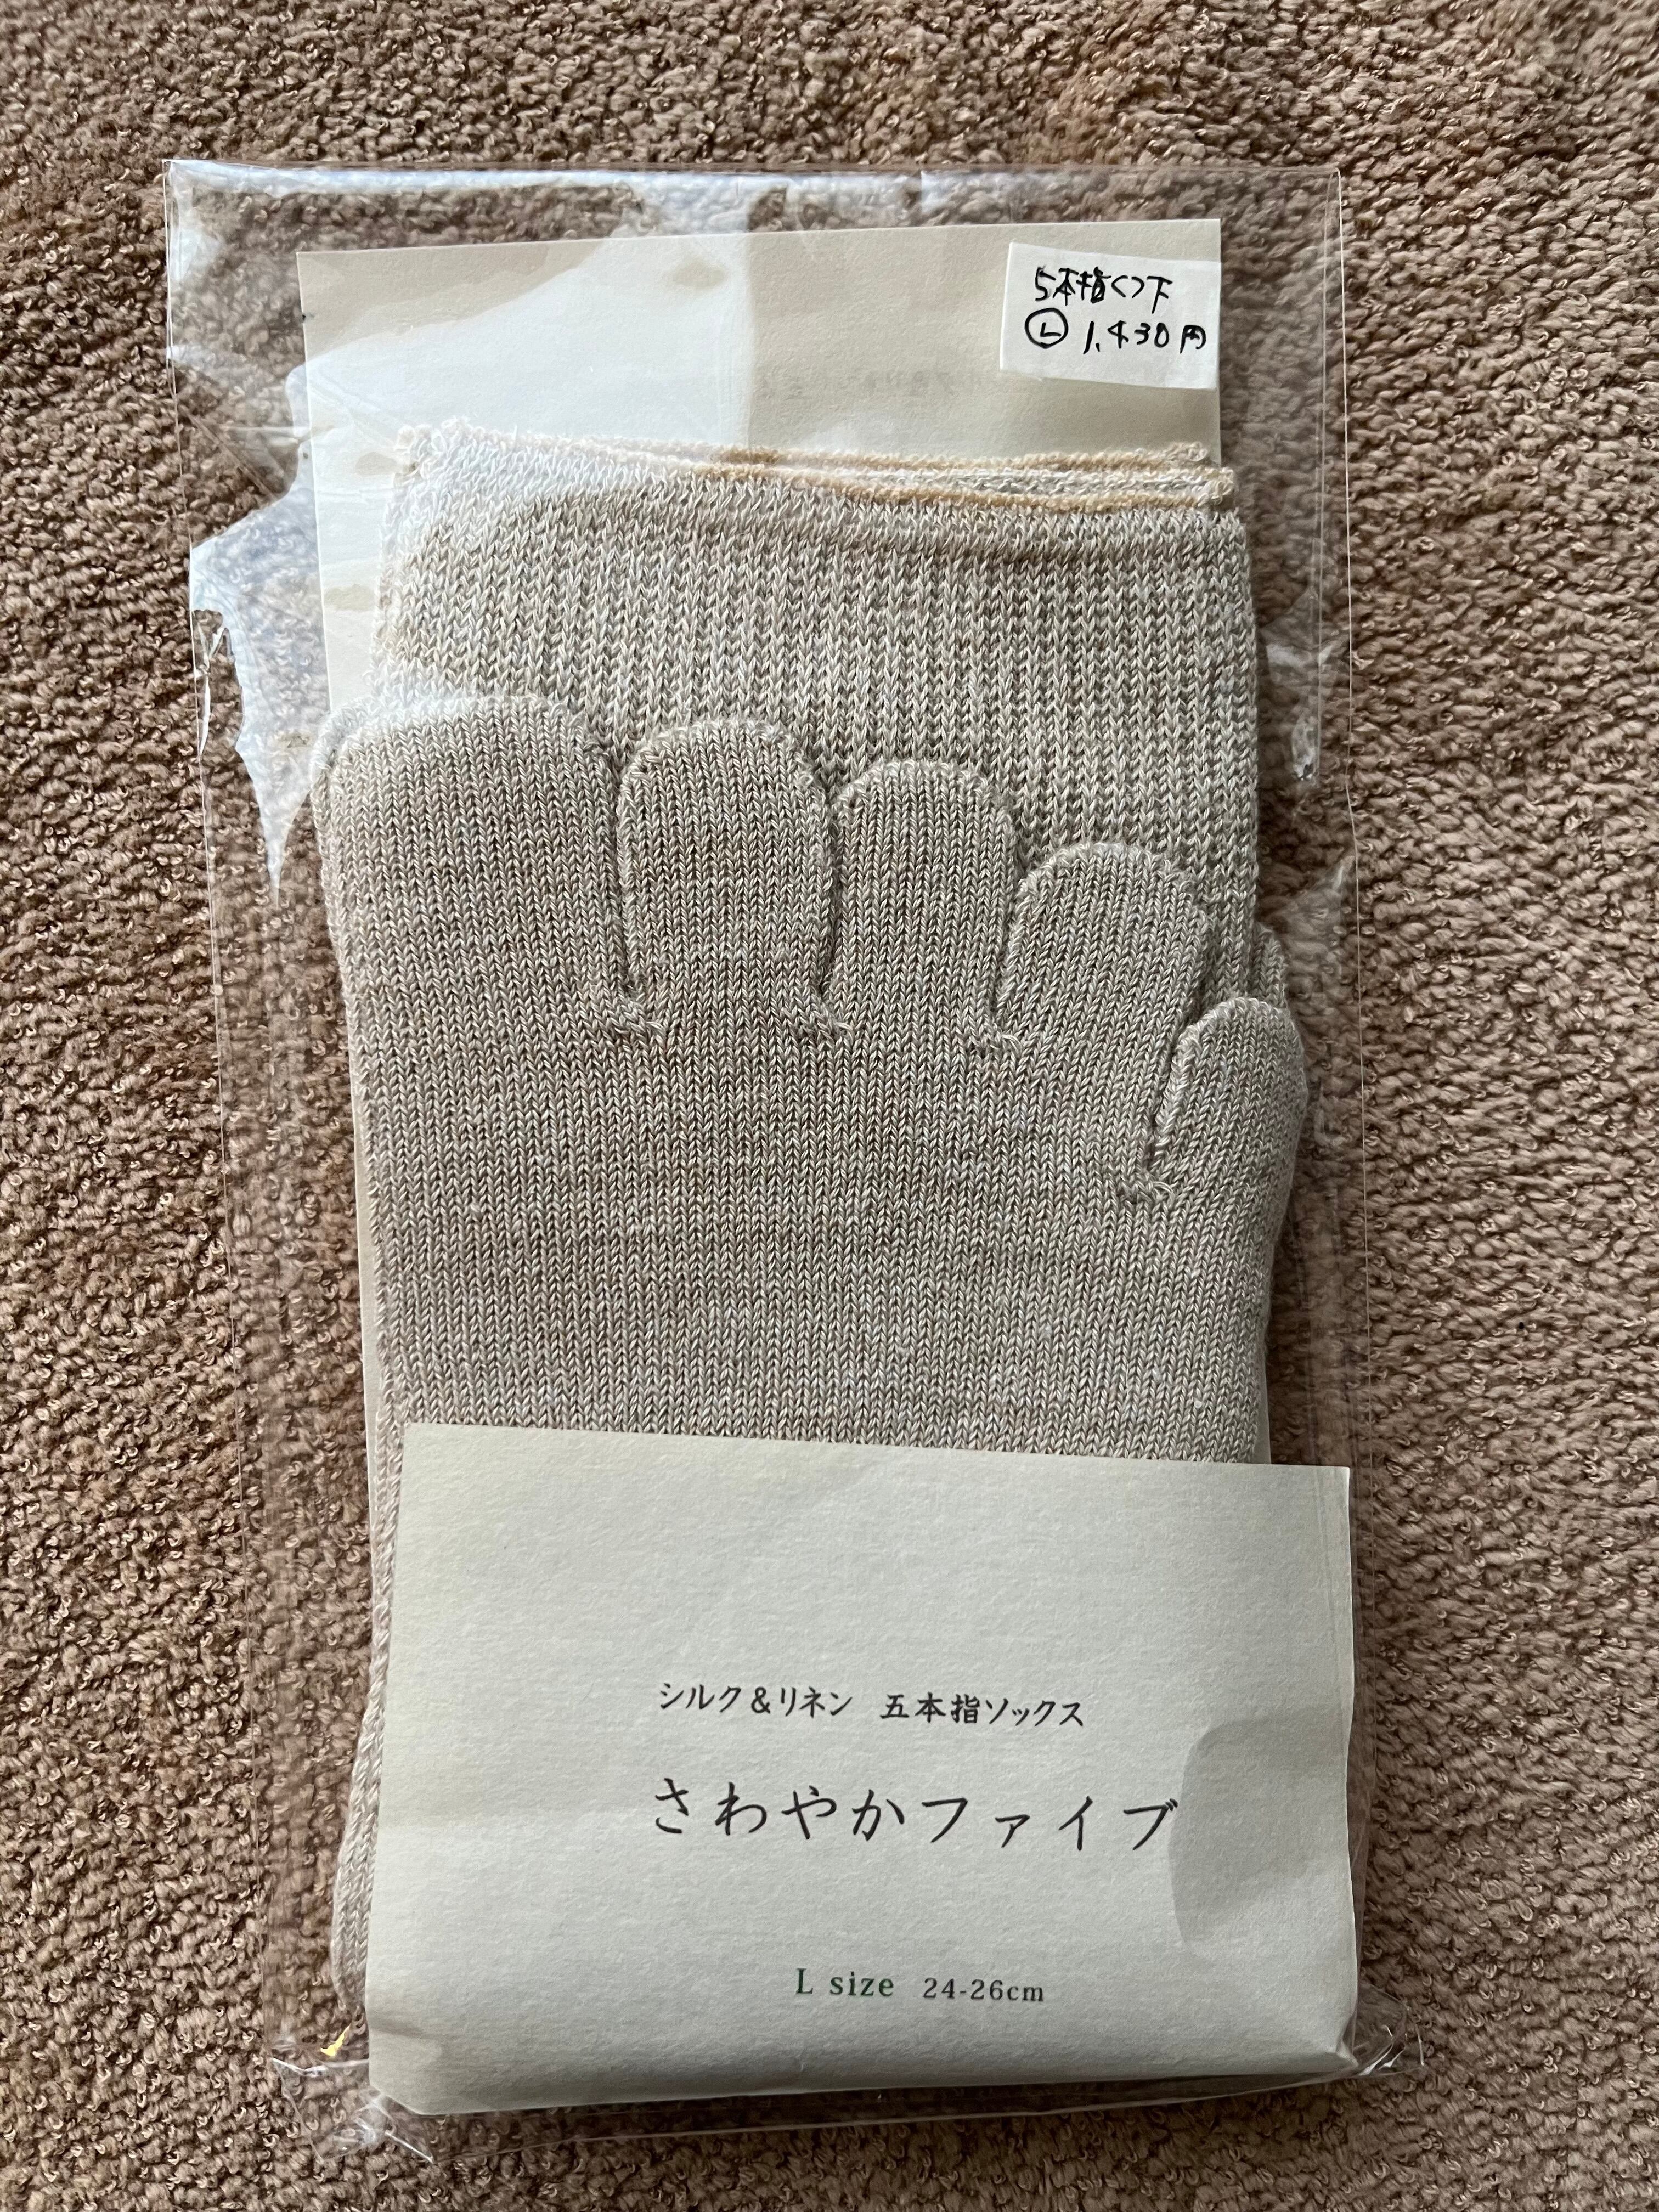 5本指くつ下
Ⓛ 1,430円
シルク&リネン 五本指ソックス
さわやかファイブ
L size 24-26cm